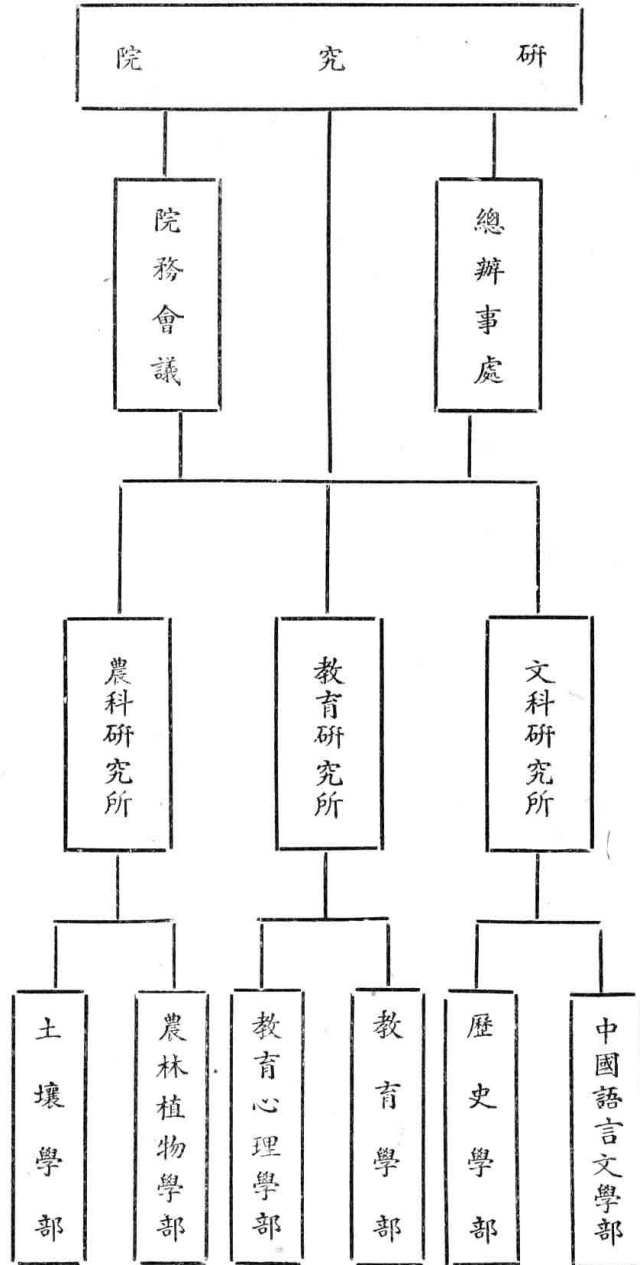 研究院
總辦事處
院務會議
文科研究所
教育研究所
農科研究所
中國語言文學部
歷史學部
教育學部
教育心理學部
農林植物學部
土壤學部